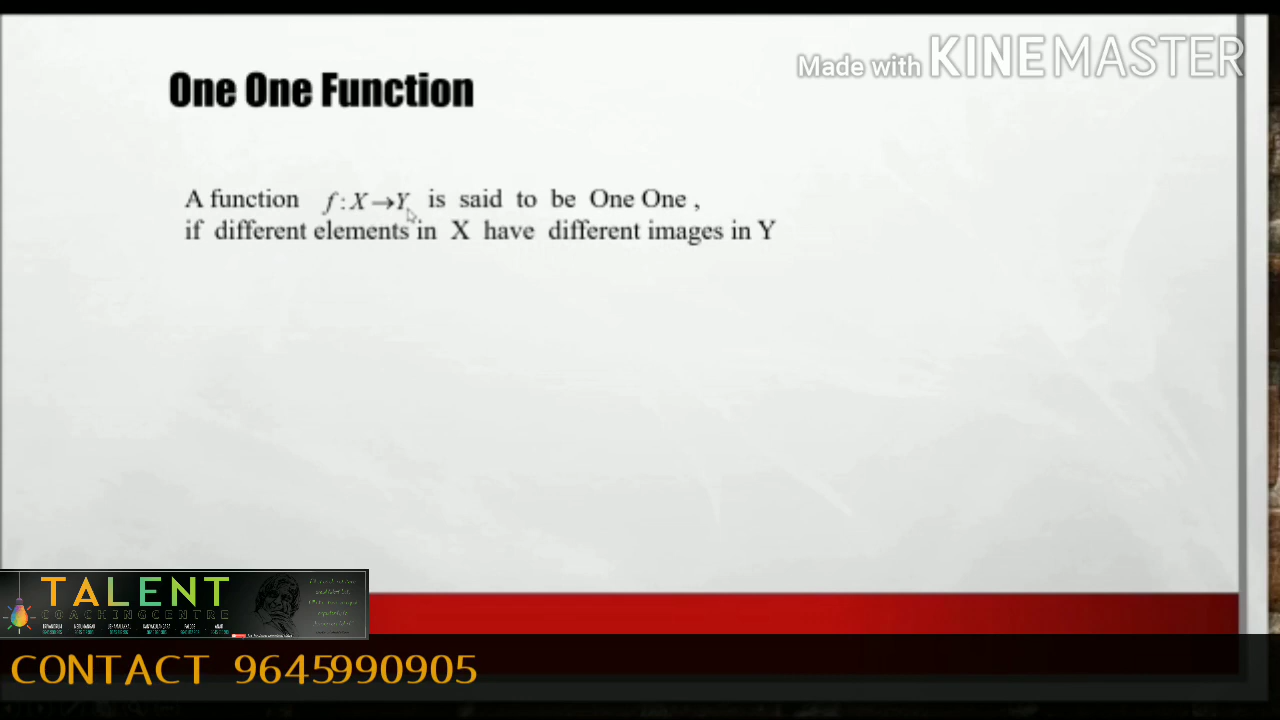 Made with KINEMASTER
One One Function
A function f : X → Y is said to be One One ,
if different elements in X have different images in Y
TALENT
COACHING CENTRE
CONTACT 9645990905